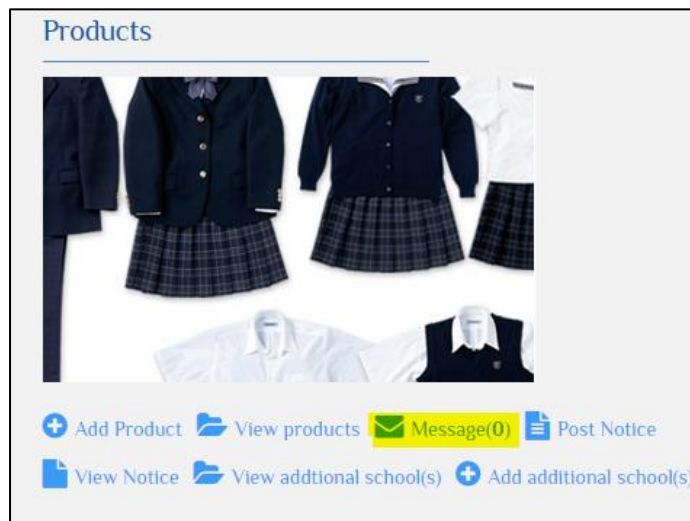 Products
Add Product View products Message(0) Post Notice
View Notice View addtional school(s) Add additional school(s)